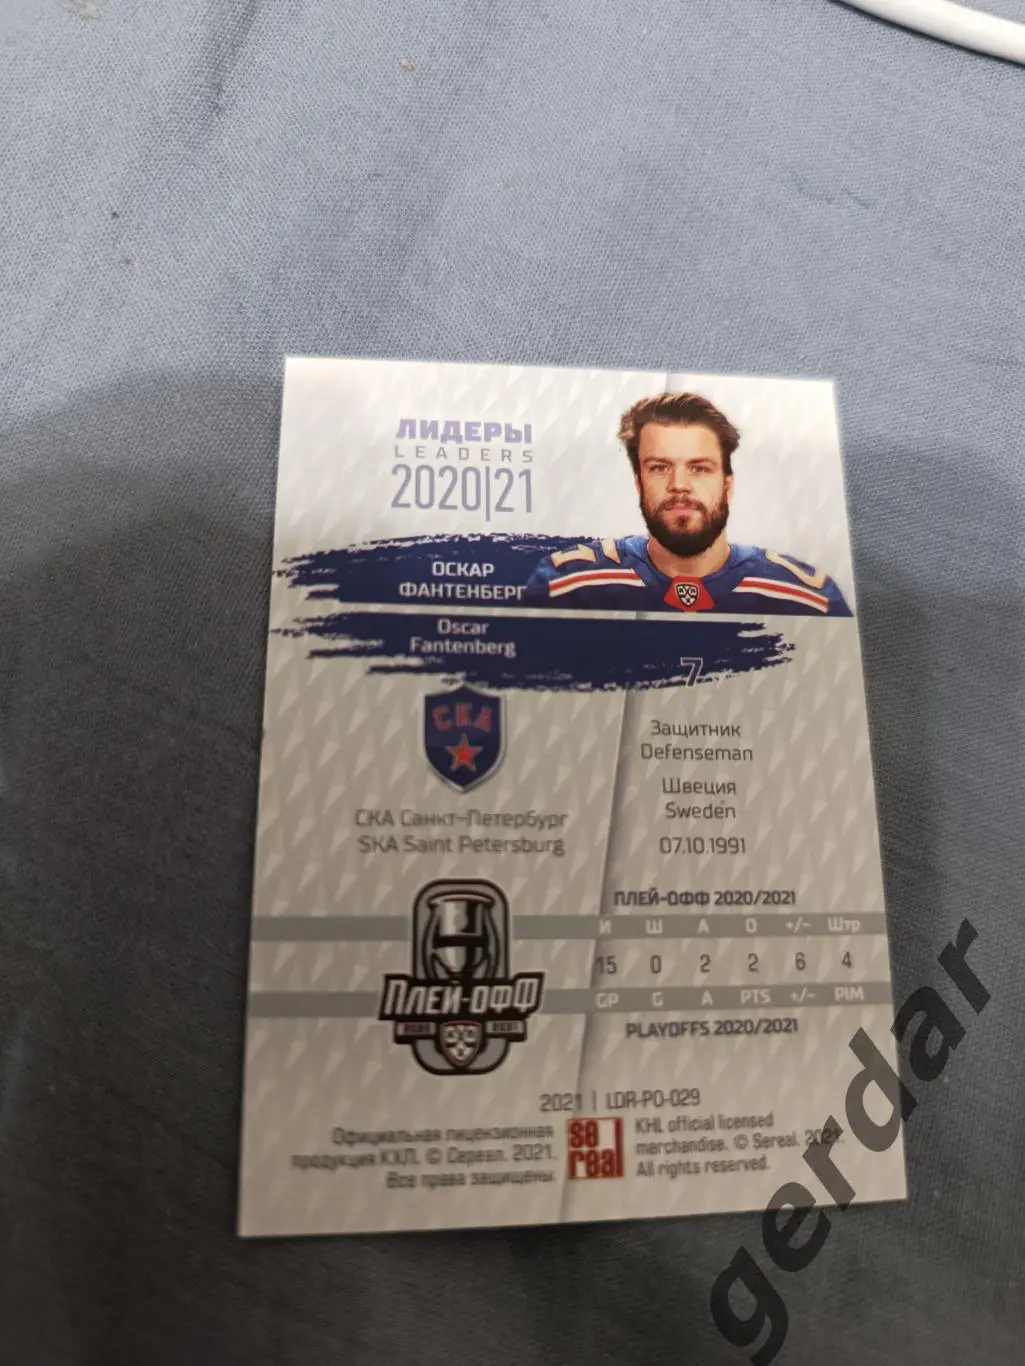 ЛИДЕРЫ
LEADERS
2020|21
ОСКАР
ФАНТЕНБЕРГ
Oscar
Fantenberg
7
СКА
СКА Санкт-Петербург
SKA Saint Petersburg
Защитник
Defenseman
Швеция
Sweden
07.10.1991
ПЛЕЙ-ОФФ 2020/2021
И Ш А О +/- Штр
15 0 2 2 6 4
GP G A PTS +/- PIM
PLAYOFFS 2020/2021
ПЛЕЙ-ОФФ
2021 | LDR-PO-029
Официальная лицензионная
продукция КХЛ. © Сереал. 2021.
Все права защищены.
se
real
KHL official licensed
merchandise. © Sereal. 2021.
All rights reserved.
gerdar